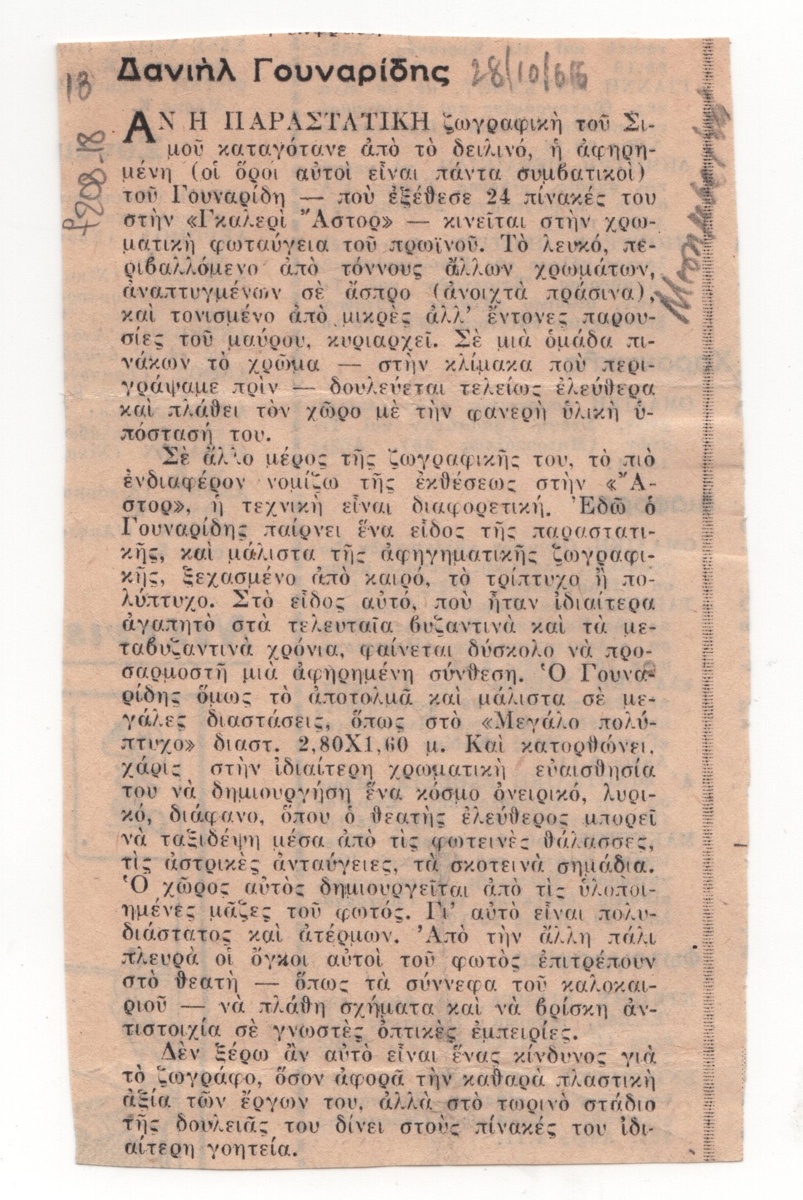 Δανιὴλ Γουναρίδης 28/10/66
18
φ208-18
ΑΝ Η ΠΑΡΑΣΤΑΤΙΚΗ ζωγραφικὴ τοῦ Σι-
μοῦ καταγότανε ἀπὸ τὸ δειλινό, ἡ ἀφηρη-
μένη (οἱ ὅροι αὐτοὶ εἶναι πάντα συμβατικοὶ)
τοῦ Γουναρίδη — ποὺ ἐξέθεσε 24 πίνακές του
στὴν «Γκαλερὶ Ἄστορ» — κινεῖται στὴν χρω-
ματικὴ φωταύγεια τοῦ πρωϊνοῦ. Τὸ λευκό, πε-
ριβαλλόμενο ἀπὸ τόννους ἄλλων χρωμάτων,
ἀναπτυγμένων σὲ ἄσπρο (ἀνοιχτὰ πράσινα),
καὶ τονισμένο ἀπὸ μικρὲς ἀλλ' ἔντονες παρου-
σίες τοῦ μαύρου, κυριαρχεῖ. Σὲ μιὰ ὁμάδα πι-
νάκων τὸ χρῶμα — στὴν κλίμακα ποὺ περι-
γράψαμε πρὶν — δουλεύεται τελείως ἐλεύθερα
καὶ πλάθει τὸν χῶρο μὲ τὴν φανερὴ ὑλικὴ ὑ-
πόστασή του.
Σὲ ἄλλο μέρος τῆς ζωγραφικῆς του, τὸ πιὸ
ἐνδιαφέρον νομίζω τῆς ἐκθέσεως στὴν «Ἄ-
στορ», ἡ τεχνικὴ εἶναι διαφορετική. Ἐδῶ ὁ
Γουναρίδης παίρνει ἕνα εἶδος τῆς παραστατι-
κῆς, καὶ μάλιστα τῆς ἀφηγηματικῆς ζωγραφι-
κῆς, ξεχασμένο ἀπὸ καιρό, τὸ τρίπτυχο ἢ πο-
λύπτυχο. Στὸ εἶδος αὐτό, ποὺ ἦταν ἰδιαίτερα
ἀγαπητὸ στὰ τελευταῖα βυζαντινὰ καὶ τὰ με-
ταβυζαντινὰ χρόνια, φαίνεται δύσκολο νὰ προ-
σαρμοστῆ μιὰ ἀφηρημένη σύνθεση. Ὁ Γουνα-
ρίδης ὅμως τὸ ἀποτολμᾶ καὶ μάλιστα σὲ με-
γάλες διαστάσεις, ὅπως στὸ «Μεγάλο πολύ-
πτυχο» διαστ. 2,80Χ1,60 μ. Καὶ κατορθώνει,
χάρις στὴν ἰδιαίτερη χρωματικὴ εὐαισθησία
του νὰ δημιουργήση ἕνα κόσμο ὀνειρικό, λυρι-
κό, διάφανο, ὅπου ὁ θεατὴς ἐλεύθερος μπορεῖ
νὰ ταξιδέψη μέσα ἀπὸ τὶς φωτεινὲς θάλασσες,
τὶς ἀστρικὲς ἀνταύγειες, τὰ σκοτεινὰ σημάδια.
Ὁ χῶρος αὐτὸς δημιουργεῖται ἀπὸ τὶς ὑλοποι-
ημένες μᾶζες τοῦ φωτός. Γι' αὐτὸ εἶναι πολυ-
διάστατος καὶ ἀτέρμων. Ἀπὸ τὴν ἄλλη πάλι
πλευρὰ οἱ ὄγκοι αὐτοὶ τοῦ φωτὸς ἐπιτρέπουν
στὸ θεατὴ — ὅπως τὰ σύννεφα τοῦ καλοκαι-
ριοῦ — νὰ πλάθη σχήματα καὶ νὰ βρίσκη ἀν-
τιστοιχία σὲ γνωστὲς ὀπτικὲς ἐμπειρίες.
Δὲν ξέρω ἂν αὐτὸ εἶναι ἕνας κίνδυνος γιὰ
τὸ ζωγράφο, ὅσον ἀφορᾶ τὴν καθαρὰ πλαστικὴ
ἀξία τῶν ἔργων του, ἀλλὰ στὸ τωρινὸ στάδιο
τῆς δουλειᾶς του δίνει στοὺς πίνακές του ἰδι-
αίτερη γοητεία.